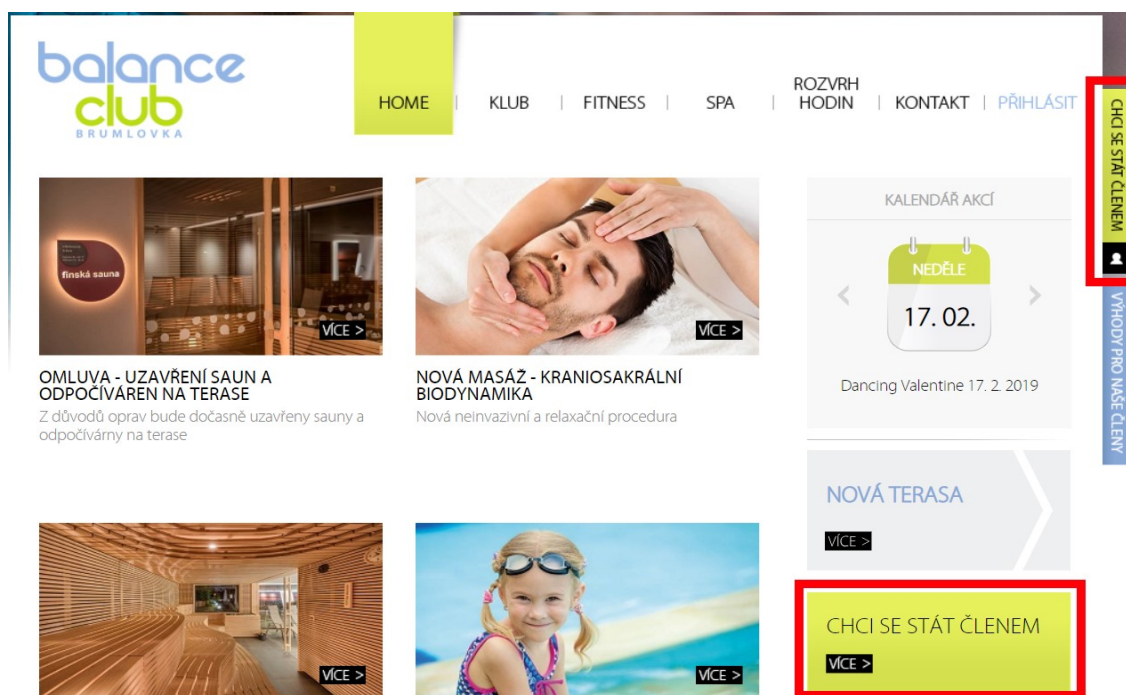 balance
club
BRUMLOVKA
HOME | KLUB | FITNESS | SPA | ROZVRH
HODIN | KONTAKT | PŘIHLÁSIT
CHCI SE STÁT ČLENEM
VÝHODY PRO NAŠE ČLENY
finská sauna
VÍCE >
OMLUVA - UZAVŘENÍ SAUN A
ODPOČÍVÁREN NA TERASE
Z důvodů oprav bude dočasně uzavřeny sauny a
odpočívárny na terase
VÍCE >
NOVÁ MASÁŽ - KRANIOSAKRÁLNÍ
BIODYNAMIKA
Nová neinvazivní a relaxační procedura
KALENDÁŘ AKCÍ
NEDĚLE
17. 02.
Dancing Valentine 17. 2. 2019
NOVÁ TERASA
VÍCE >
VÍCE >
VÍCE >
CHCI SE STÁT ČLENEM
VÍCE >